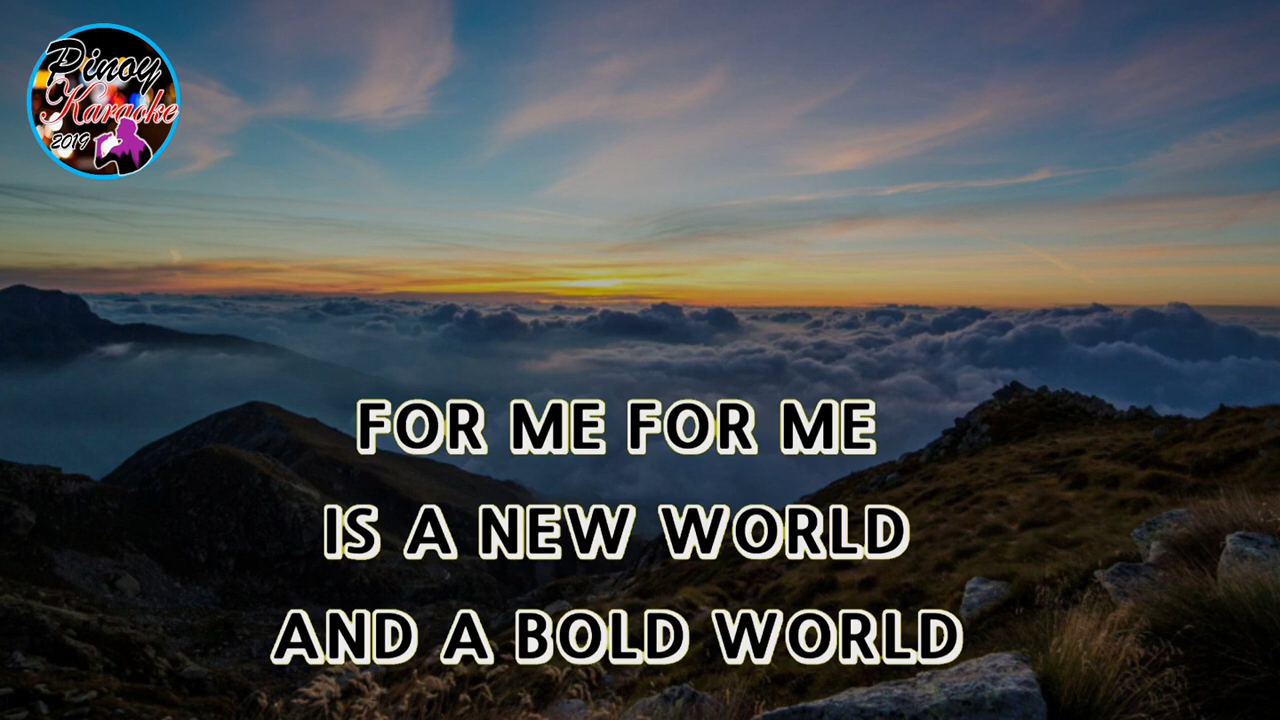 Pinoy
Karaoke
2019
FOR ME FOR ME
IS A NEW WORLD
AND A BOLD WORLD